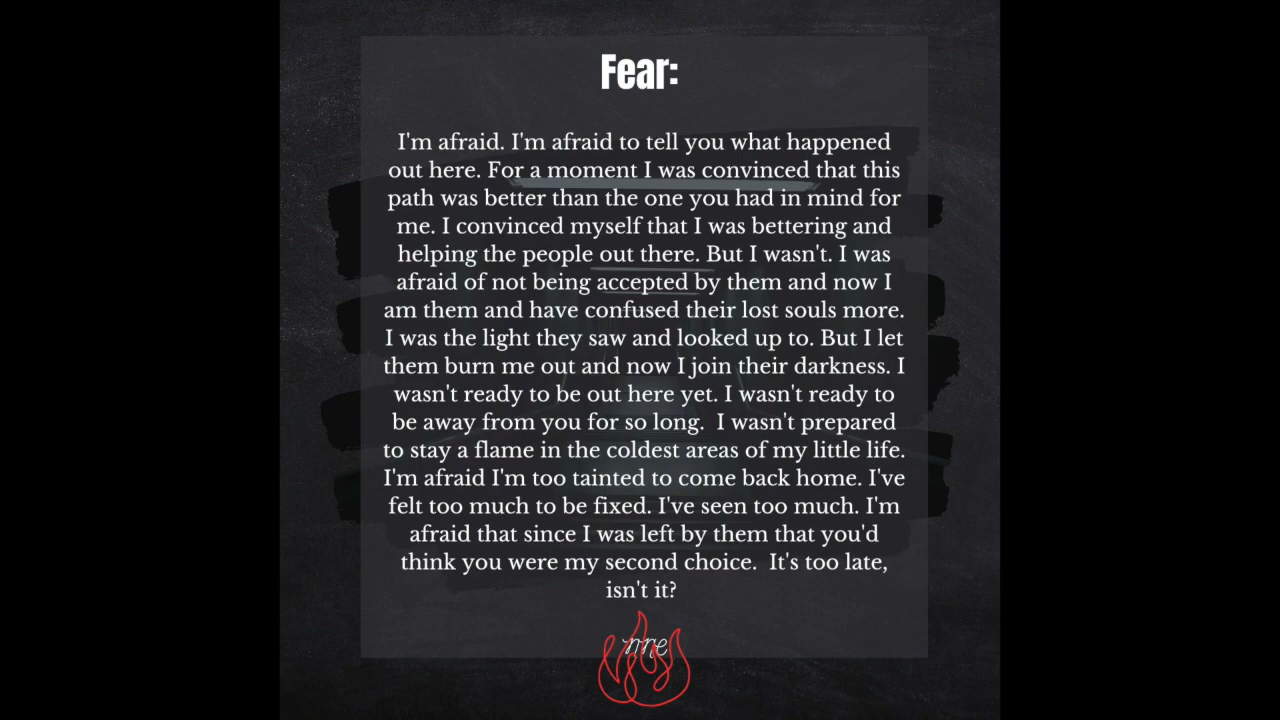 Fear:
I'm afraid. I'm afraid to tell you what happened
out here. For a moment I was convinced that this
path was better than the one you had in mind for
me. I convinced myself that I was bettering and
helping the people out there. But I wasn't. I was
afraid of not being accepted by them and now I
am them and have confused their lost souls more.
I was the light they saw and looked up to. But I let
them burn me out and now I join their darkness. I
wasn't ready to be out here yet. I wasn't ready to
be away from you for so long.  I wasn't prepared
to stay a flame in the coldest areas of my little life.
I'm afraid I'm too tainted to come back home. I've
felt too much to be fixed. I've seen too much. I'm
afraid that since I was left by them that you'd
think you were my second choice.  It's too late,
isn't it?